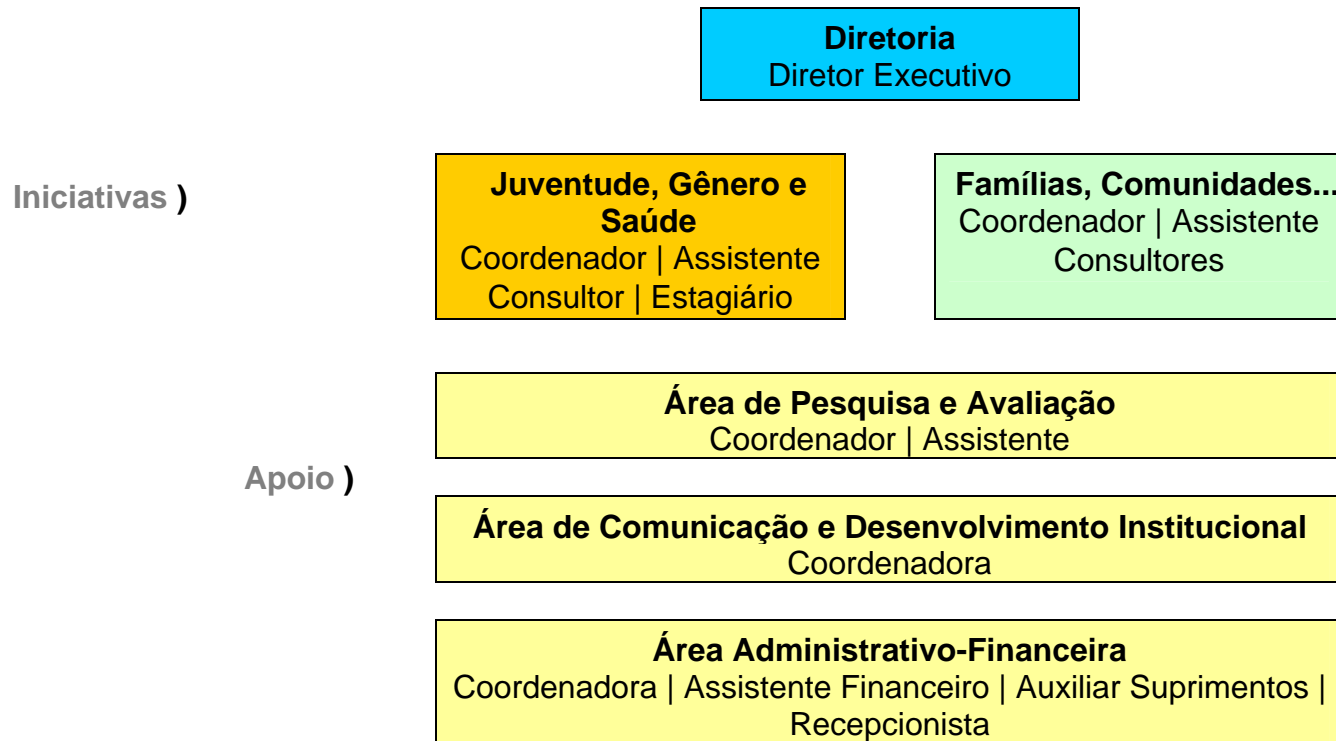 Diretoria
Diretor Executivo
Iniciativas )
Juventude, Gênero e
Saúde
Coordenador | Assistente
Consultor | Estagiário
Famílias, Comunidades...
Coordenador | Assistente
Consultores
Apoio )
Área de Pesquisa e Avaliação
Coordenador | Assistente
Área de Comunicação e Desenvolvimento Institucional
Coordenadora
Área Administrativo-Financeira
Coordenadora | Assistente Financeiro | Auxiliar Suprimentos |
Recepcionista